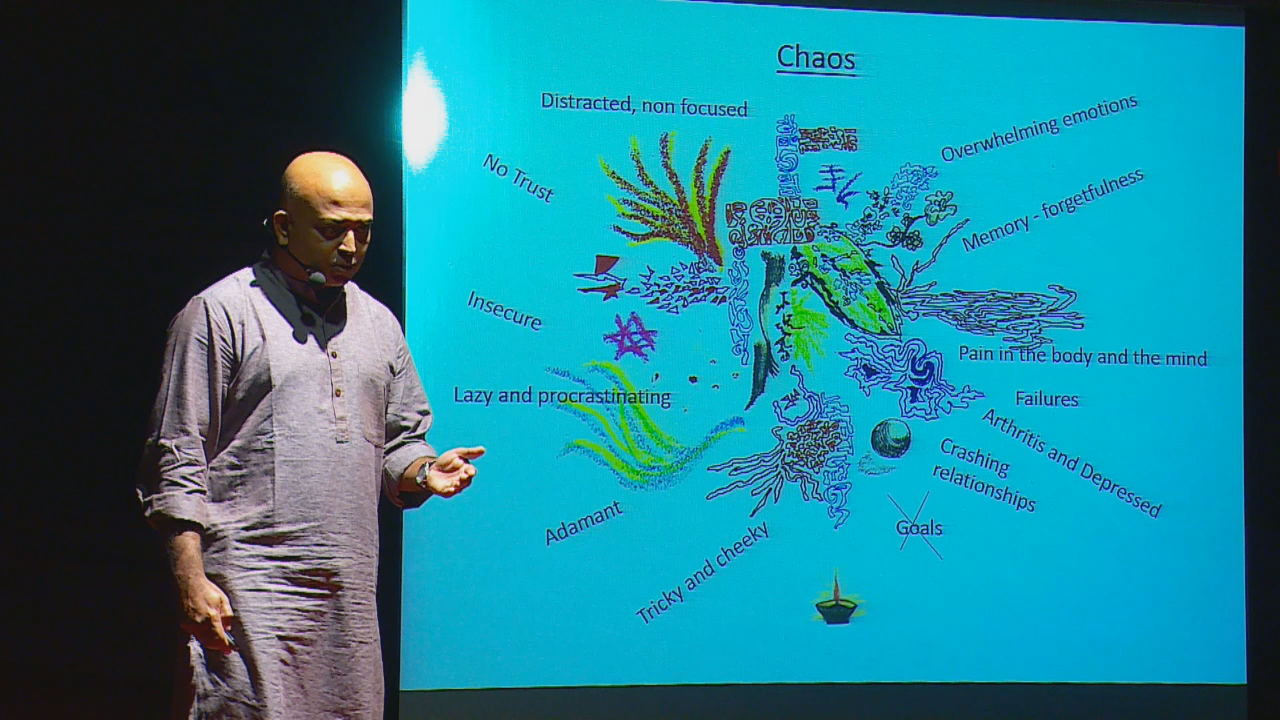 Chaos
Distracted, non focused
Overwhelming emotions
No Trust
Memory - forgetfulness
Insecure
Pain in the body and the mind
Lazy and procrastinating
Failures
Arthritis and Depressed
Crashing
relationships
Adamant
Goals
Tricky and cheeky